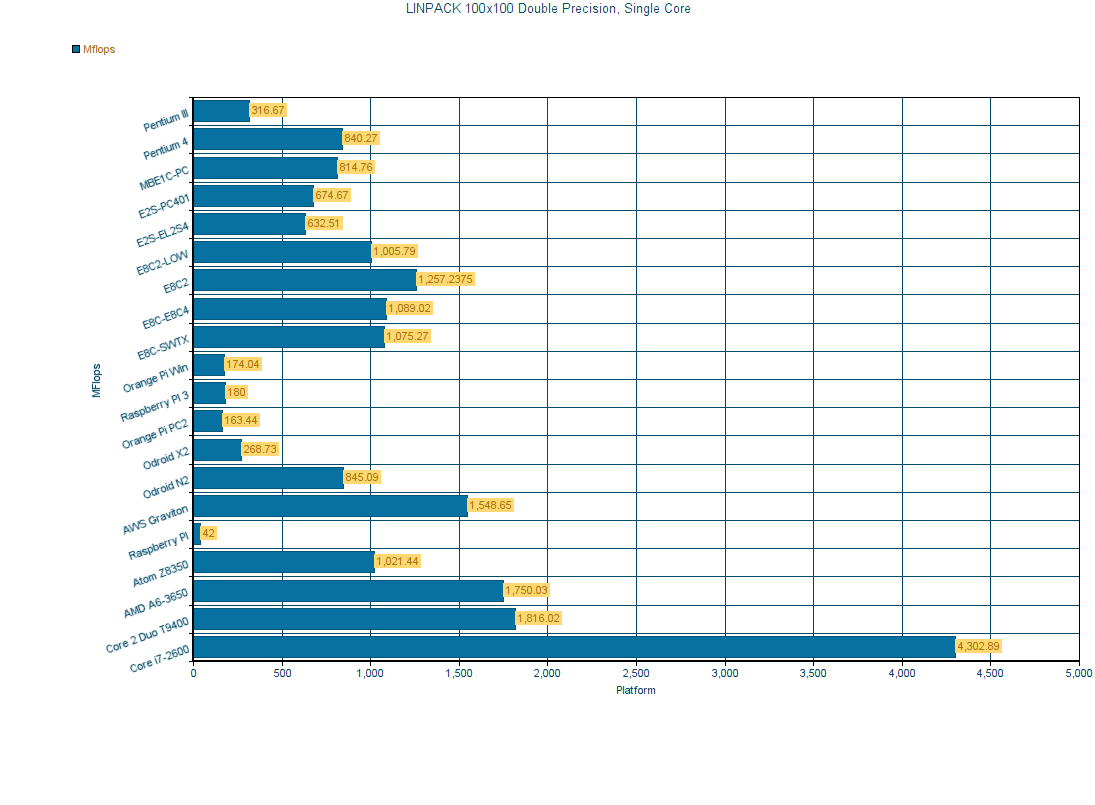 LINPACK 100x100 Double Precision, Single Core
Mflops
Pentium III 316.67
Pentium 4 840.27
MBE1C-PC 814.76
E2S-PC401 674.67
E2S-EL2S4 632.51
E8C2-LOW 1,005.79
E8C2 1,257.2375
E8C-E8C4 1,089.02
E8C-SWTX 1,075.27
Orange Pi Win 174.04
Raspberry PI 3 180
Orange Pi PC2 163.44
Odroid X2 268.73
Odroid N2 845.09
AWS Graviton 1,548.65
Raspberry PI 42
Atom Z8350 1,021.44
AMD A6-3650 1,750.03
Core 2 Duo T9400 1,816.02
Core i7-2600 4,302.89
MFlops
0 500 1,000 1,500 2,000 2,500 3,000 3,500 4,000 4,500 5,000
Platform